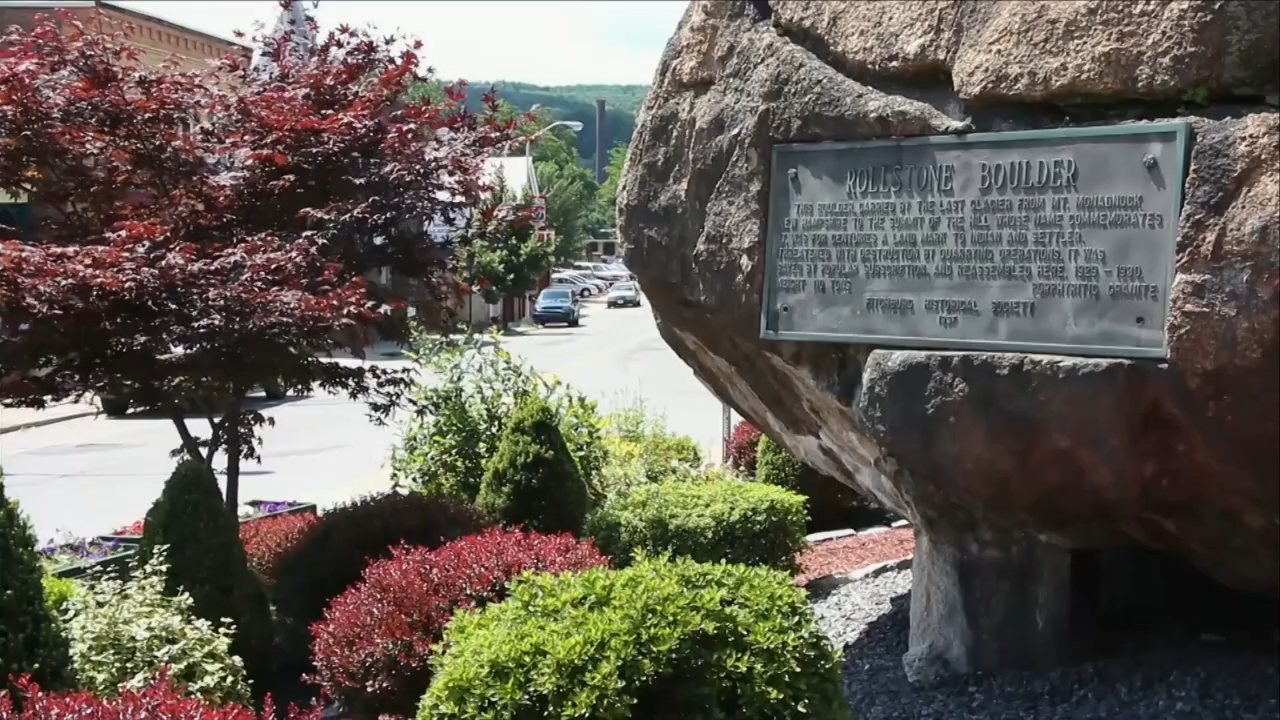 ROLLSTONE BOULDER
THIS BOULDER CARRIED BY THE LAST GLACIER FROM MT. MONADNOCK
NEW HAMPSHIRE TO THE SUMMIT OF THE HILL WHOSE NAME COMMEMORATES
IT WAS FOR CENTURIES A LAND MARK TO INDIAN AND SETTLER.
THREATENED WITH DESTRUCTION BY QUARRYING OPERATIONS, IT WAS
SAVED BY POPULAR SUBSCRIPTION, AND REASSEMBLED HERE. 1929 - 1930
WEIGHT 110 TONS PORPHYRITIC GRANITE
FITCHBURG HISTORICAL SOCIETY